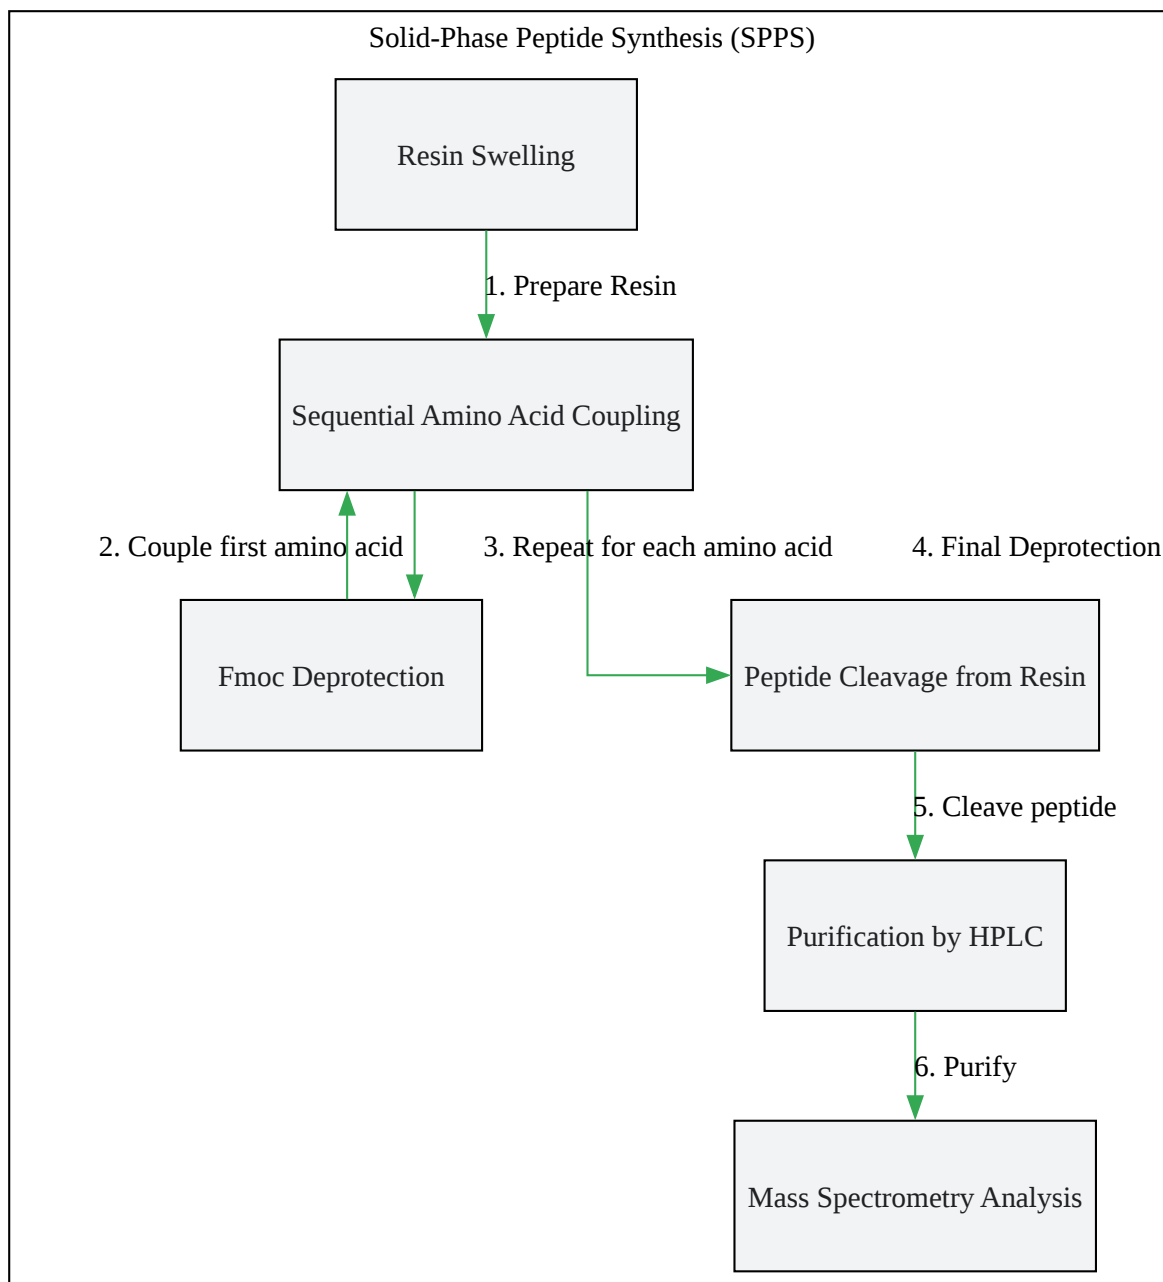 Solid-Phase Peptide Synthesis (SPPS)
Resin Swelling
1. Prepare Resin
Sequential Amino Acid Coupling
2. Couple first amino acid
3. Repeat for each amino acid
4. Final Deprotection
Fmoc Deprotection
Peptide Cleavage from Resin
5. Cleave peptide
Purification by HPLC
6. Purify
Mass Spectrometry Analysis